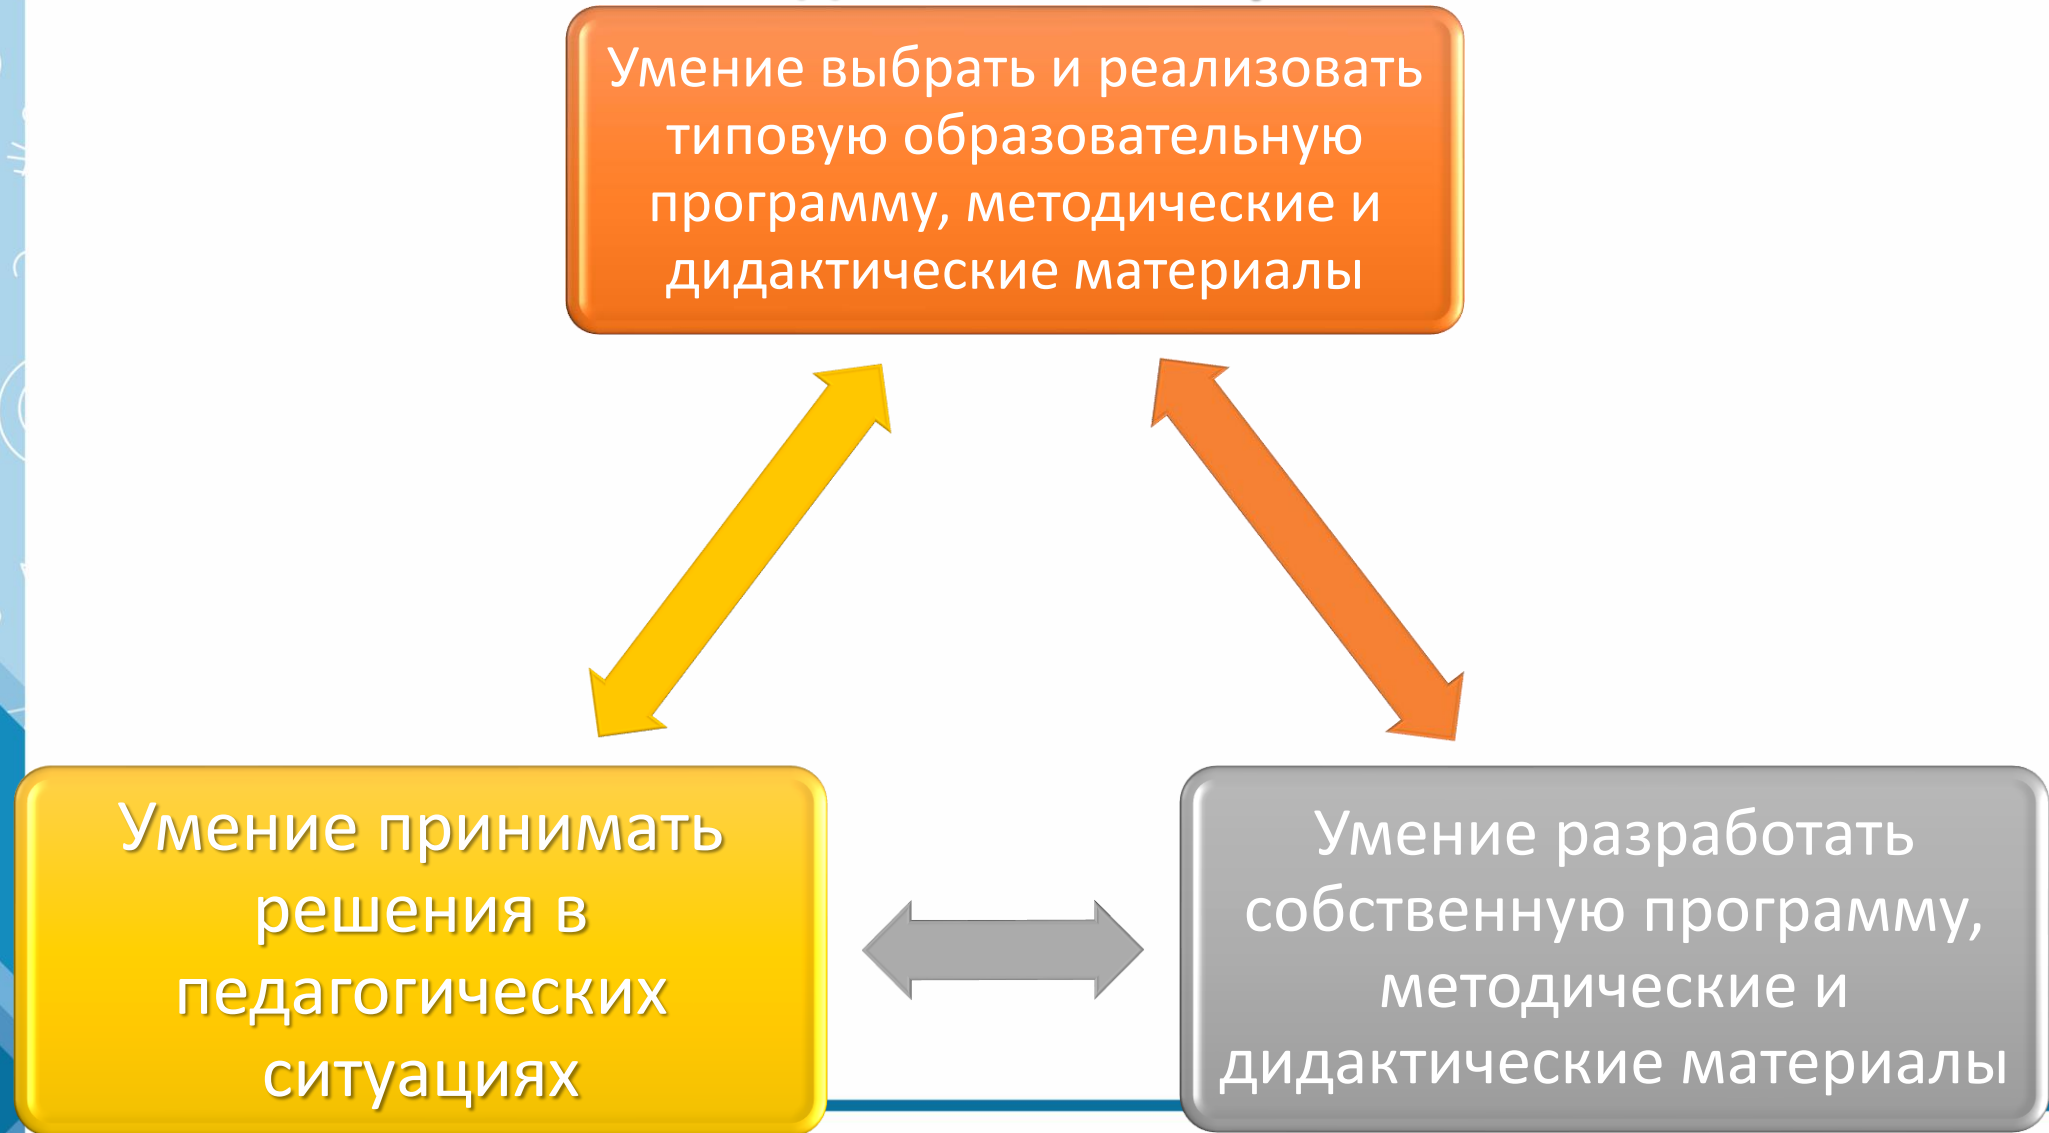 Умение выбрать и реализовать
типовую образовательную
программу, методические и
дидактические материалы
Умение принимать
решения в
педагогических
ситуациях
Умение разработать
собственную программу,
методические и
дидактические материалы